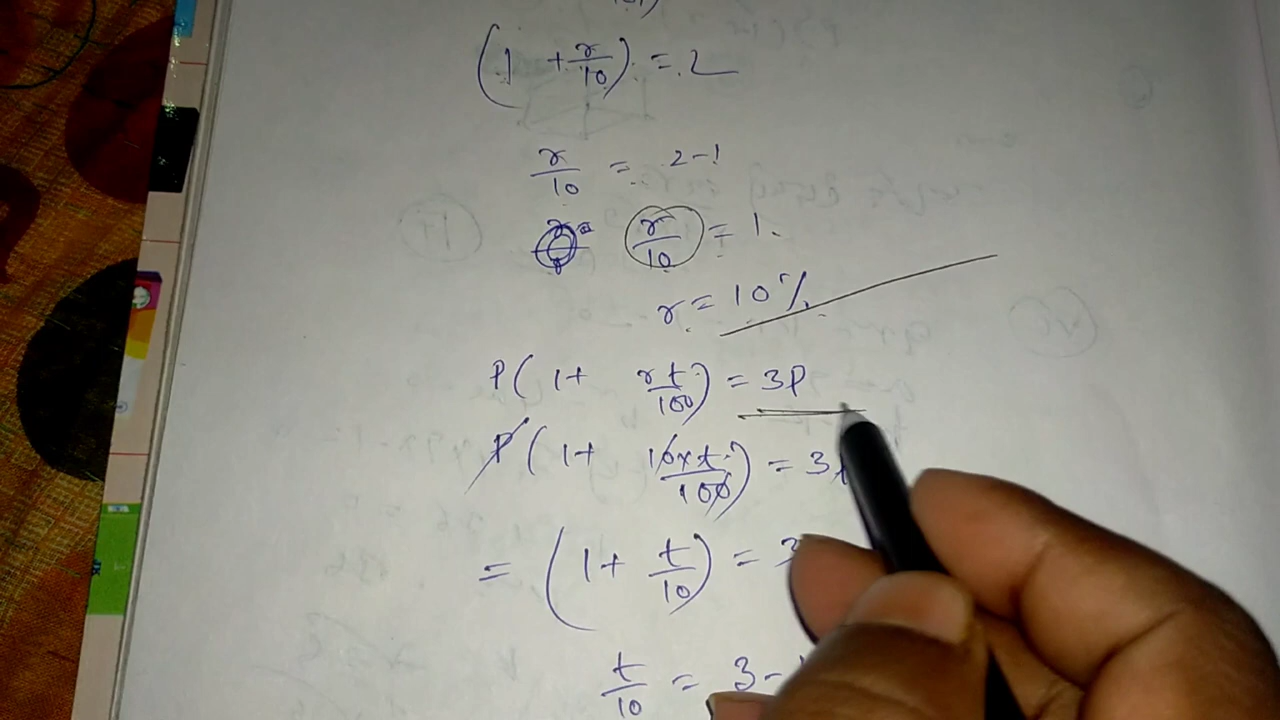 (1 + r/10) = 2
r/10 = 2-1
r/10 = 1.
r = 10%
P(1+ rt/100) = 3P
P(1+ 10×t/100) = 3
= (1+ t/10) = 3
t/10 = 3-1